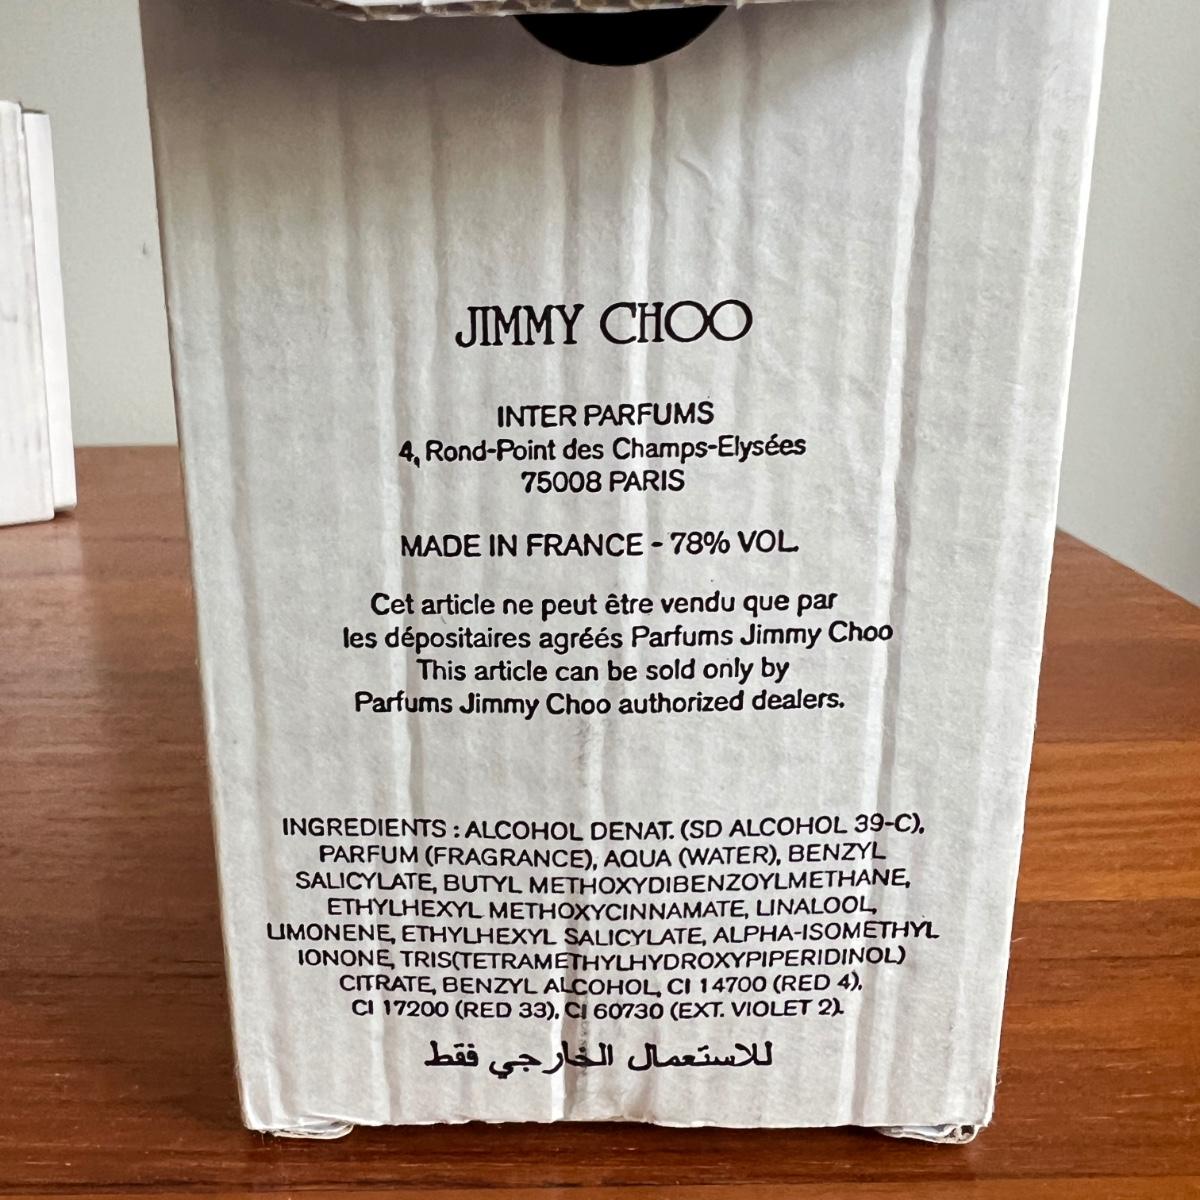 JIMMY CHOO
INTER PARFUMS
4, Rond-Point des Champs-Elysées
75008 PARIS
MADE IN FRANCE - 78% VOL.
Cet article ne peut être vendu que par
les dépositaires agréés Parfums Jimmy Choo
This article can be sold only by
Parfums Jimmy Choo authorized dealers.
INGREDIENTS : ALCOHOL DENAT. (SD ALCOHOL 39-C),
PARFUM (FRAGRANCE), AQUA (WATER), BENZYL
SALICYLATE, BUTYL METHOXYDIBENZOYLMETHANE,
ETHYLHEXYL METHOXYCINNAMATE, LINALOOL,
LIMONENE, ETHYLHEXYL SALICYLATE, ALPHA-ISOMETHYL
IONONE, TRIS(TETRAMETHYLHYDROXYPIPERIDINOL)
CITRATE, BENZYL ALCOHOL, CI 14700 (RED 4),
CI 17200 (RED 33), CI 60730 (EXT. VIOLET 2).
للاستعمال الخارجي فقط